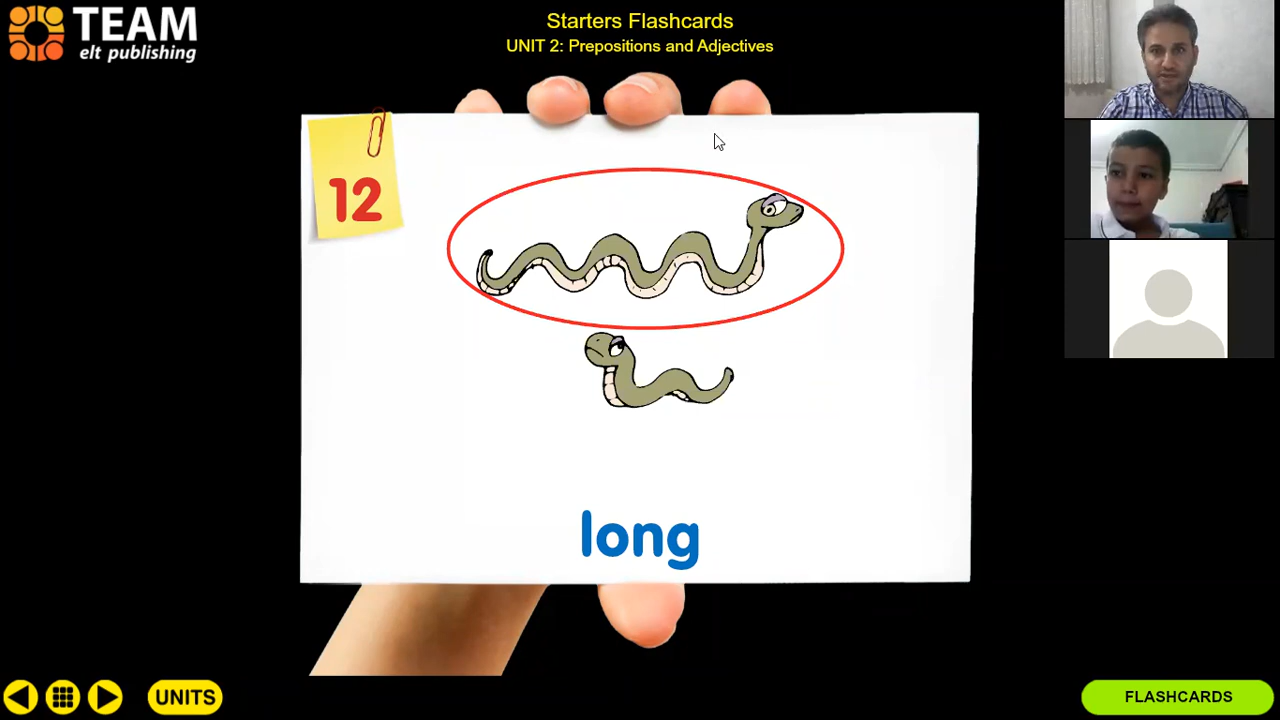 TEAM
elt publishing
Starters Flashcards
UNIT 2: Prepositions and Adjectives
12
long
UNITS
FLASHCARDS